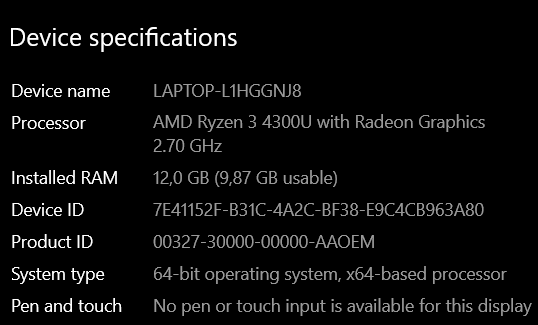 Device specifications
Device name LAPTOP-L1HGGNJ8
Processor AMD Ryzen 3 4300U with Radeon Graphics
2.70 GHz
Installed RAM 12,0 GB (9,87 GB usable)
Device ID 7E41152F-B31C-4A2C-BF38-E9C4CB963A80
Product ID 00327-30000-00000-AAOEM
System type 64-bit operating system, x64-based processor
Pen and touch No pen or touch input is available for this display